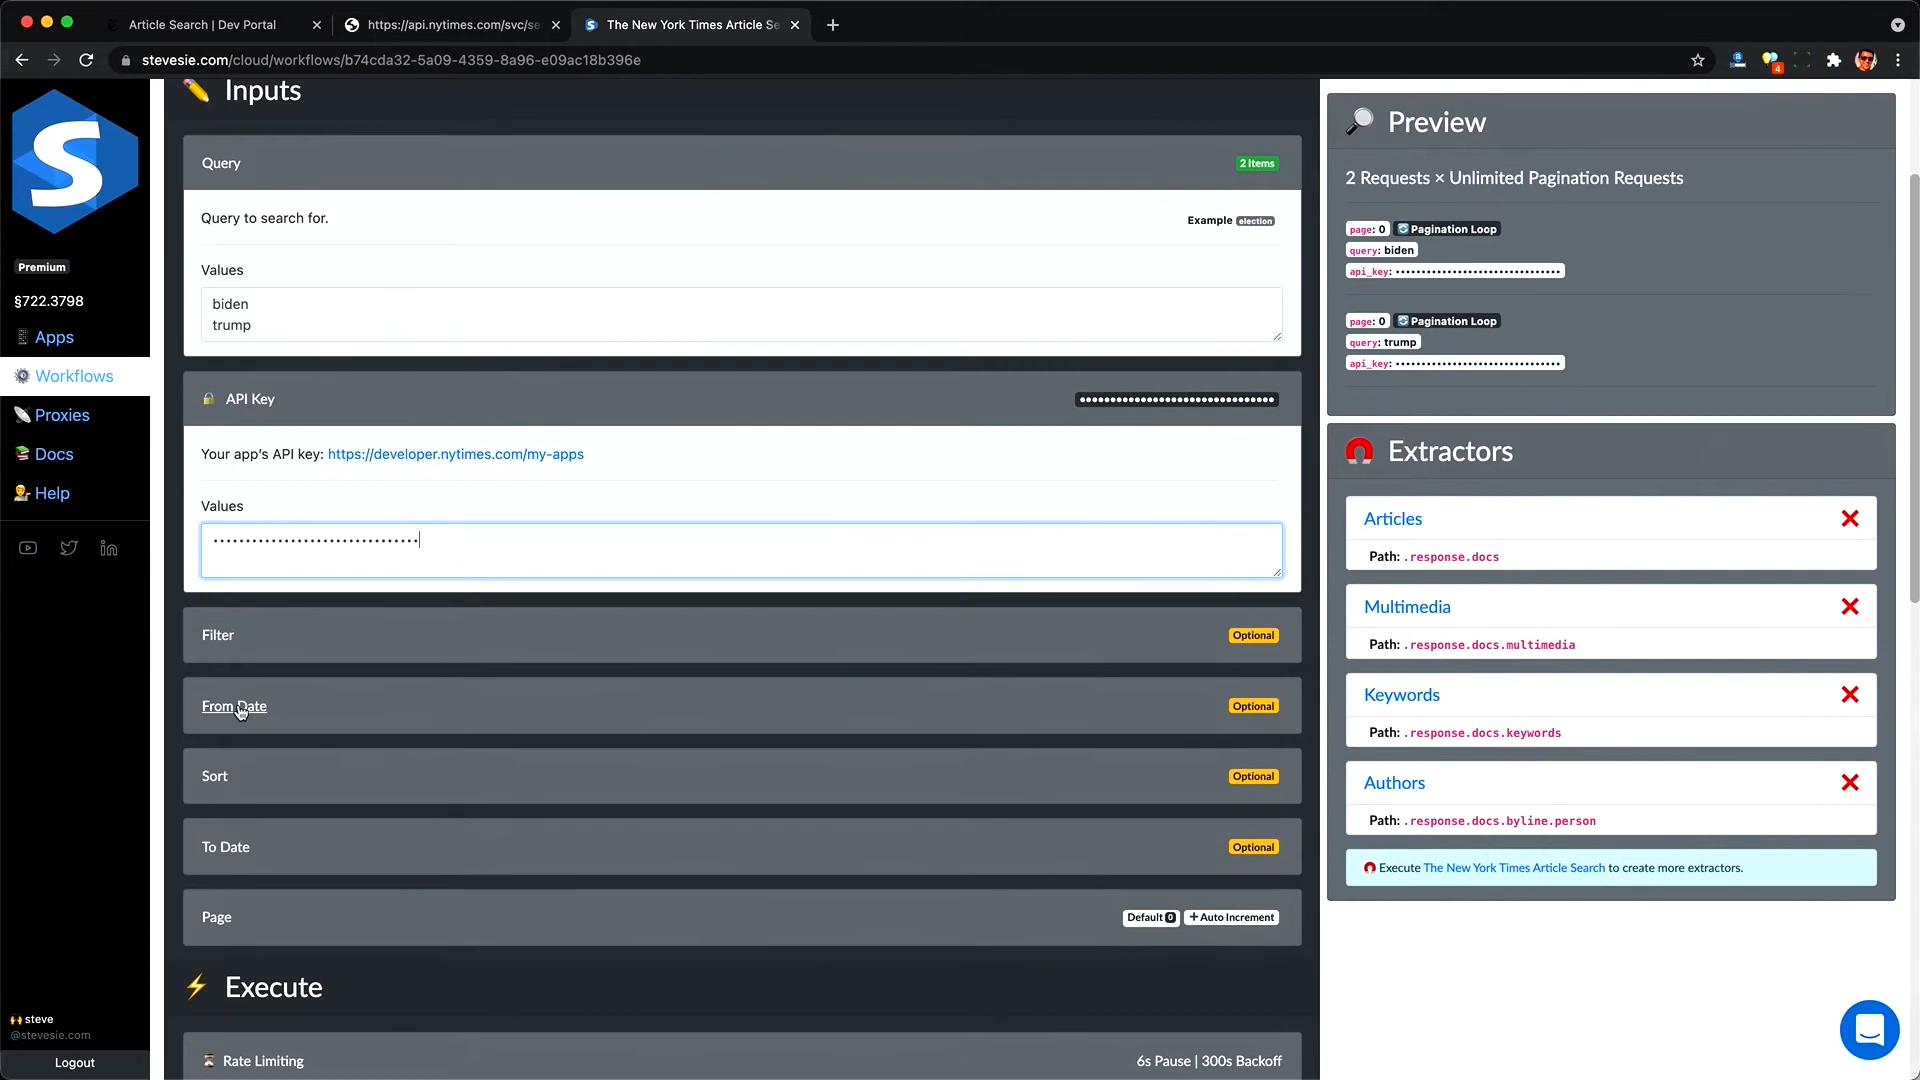 Article Search | Dev Portal
https://api.nytimes.com/svc/se
The New York Times Article Se
stevesie.com/cloud/workflows/b74cda32-5a09-4359-8a96-e09ac18b396e
4
S
Premium
§722.3798
Apps
Workflows
Proxies
Docs
Help
steve
@stevesie.com
Logout
Inputs
Query
2 Items
Query to search for.
Example election
Values
biden
trump
API Key
Your app's API key: https://developer.nytimes.com/my-apps
Values
Filter
Optional
From Date
Optional
Sort
Optional
To Date
Optional
Page
Default 0
+ Auto Increment
Execute
Rate Limiting
6s Pause | 300s Backoff
Preview
2 Requests × Unlimited Pagination Requests
page: 0 Pagination Loop
query: biden
api_key: ••••••••••••••••••••••••••••••••
page: 0 Pagination Loop
query: trump
api_key: ••••••••••••••••••••••••••••••••
Extractors
Articles
Path: .response.docs
Multimedia
Path: .response.docs.multimedia
Keywords
Path: .response.docs.keywords
Authors
Path: .response.docs.byline.person
Execute The New York Times Article Search to create more extractors.